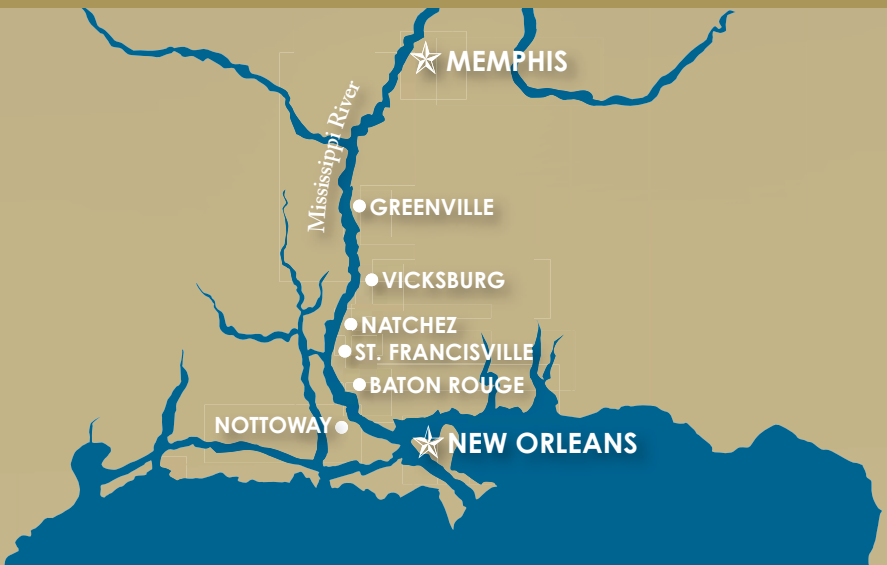 MEMPHIS
Mississippi River
GREENVILLE
VICKSBURG
NATCHEZ
ST. FRANCISVILLE
BATON ROUGE
NOTTOWAY
NEW ORLEANS